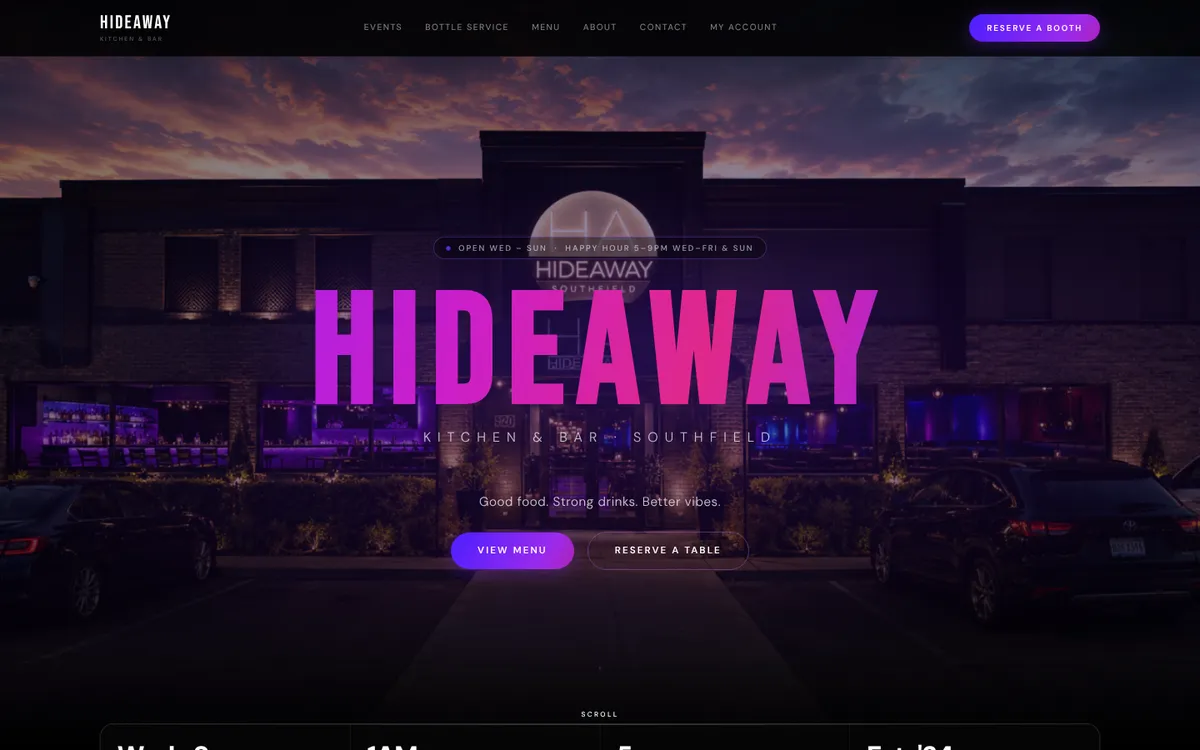 HIDEAWAY
KITCHEN & BAR
EVENTS BOTTLE SERVICE MENU ABOUT CONTACT MY ACCOUNT
RESERVE A BOOTH
HA
OPEN WED – SUN · HAPPY HOUR 5–9PM WED–FRI & SUN
HIDEAWAY
SOUTHFIELD
HIDEAWAY
KITCHEN & BAR · SOUTHFIELD
Good food. Strong drinks. Better vibes.
VIEW MENU
RESERVE A TABLE
SCROLL